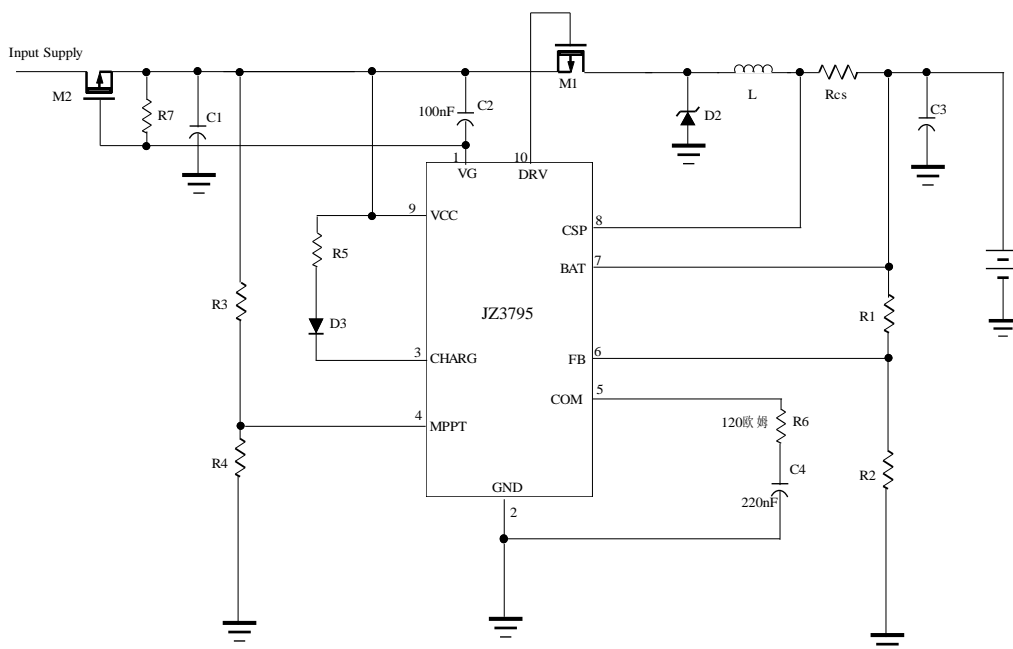 Input Supply
M2
R7
C1
100nF
C2
M1
D2
L
Rcs
C3
1
VG
10
DRV
9
VCC
R5
CSP
8
BAT
7
R3
D3
JZ3795
R1
3
CHARG
FB
6
COM
5
4
MPPT
120欧姆
R6
R4
C4
220nF
R2
GND
2